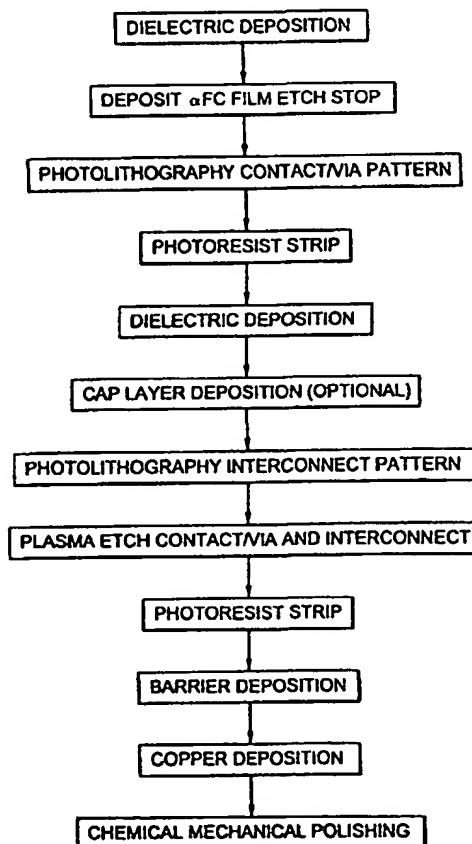 DIELECTRIC DEPOSITION
DEPOSIT αFC FILM ETCH STOP
PHOTOLITHOGRAPHY CONTACT/VIA PATTERN
PHOTORESIST STRIP
DIELECTRIC DEPOSITION
CAP LAYER DEPOSITION (OPTIONAL)
PHOTOLITHOGRAPHY INTERCONNECT PATTERN
PLASMA ETCH CONTACT/VIA AND INTERCONNECT
PHOTORESIST STRIP
BARRIER DEPOSITION
COPPER DEPOSITION
CHEMICAL MECHANICAL POLISHING